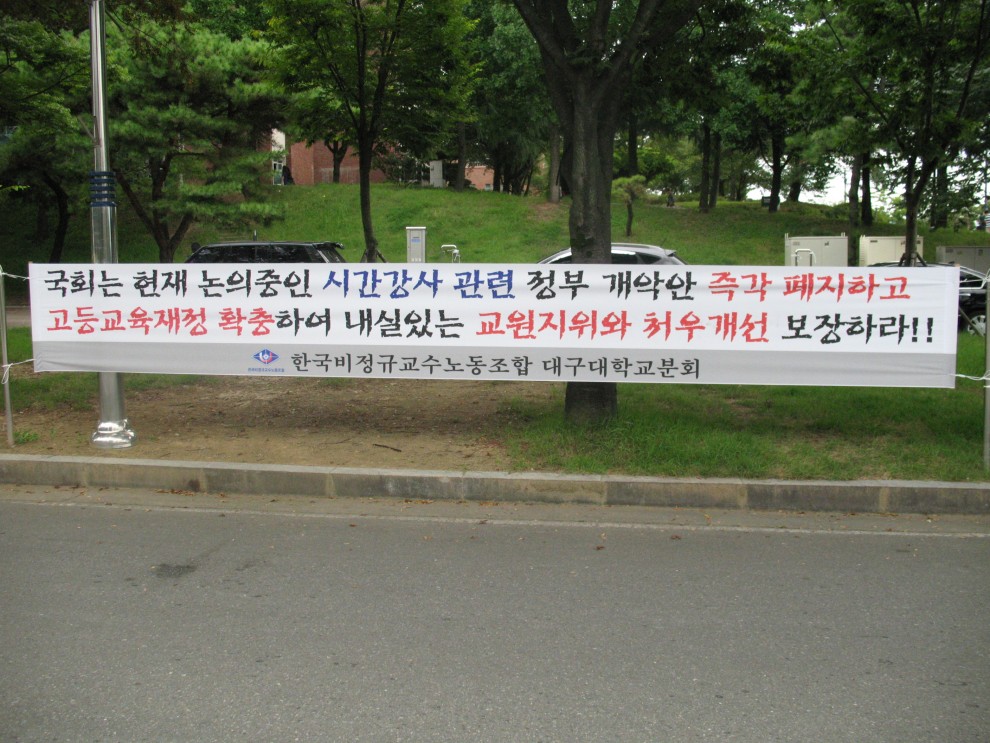 국회는 현재 논의중인 시간강사 관련 정부 개악안 즉각 폐지하고
고등교육재정 확충하여 내실있는 교원지위와 처우개선 보장하라!!
한국비정규교수노동조합 대구대학교분회